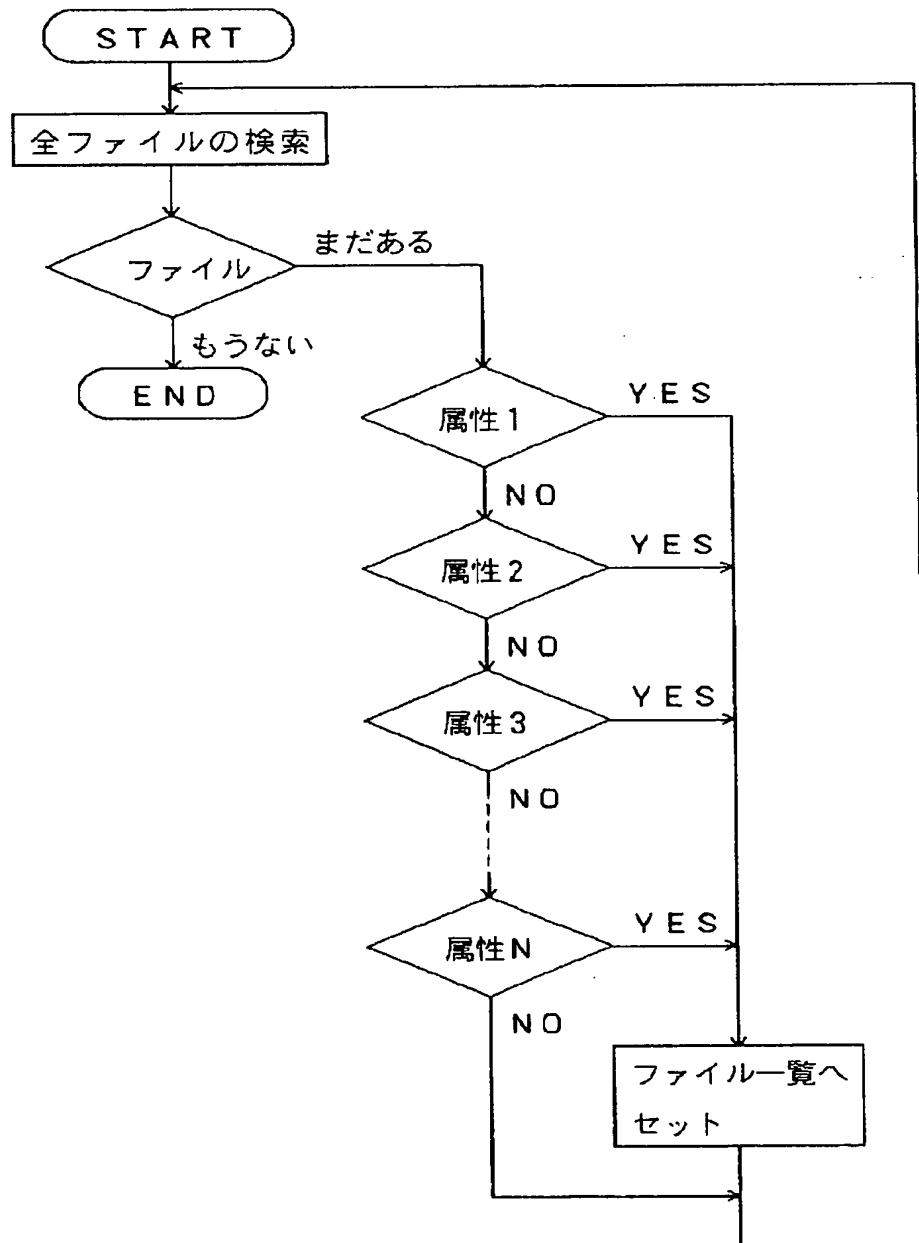 START
全ファイルの検索
ファイル
まだある
もうない
END
属性1
YES
NO
属性2
YES
NO
属性3
YES
NO
属性N
YES
NO
ファイル一覧へ
セット